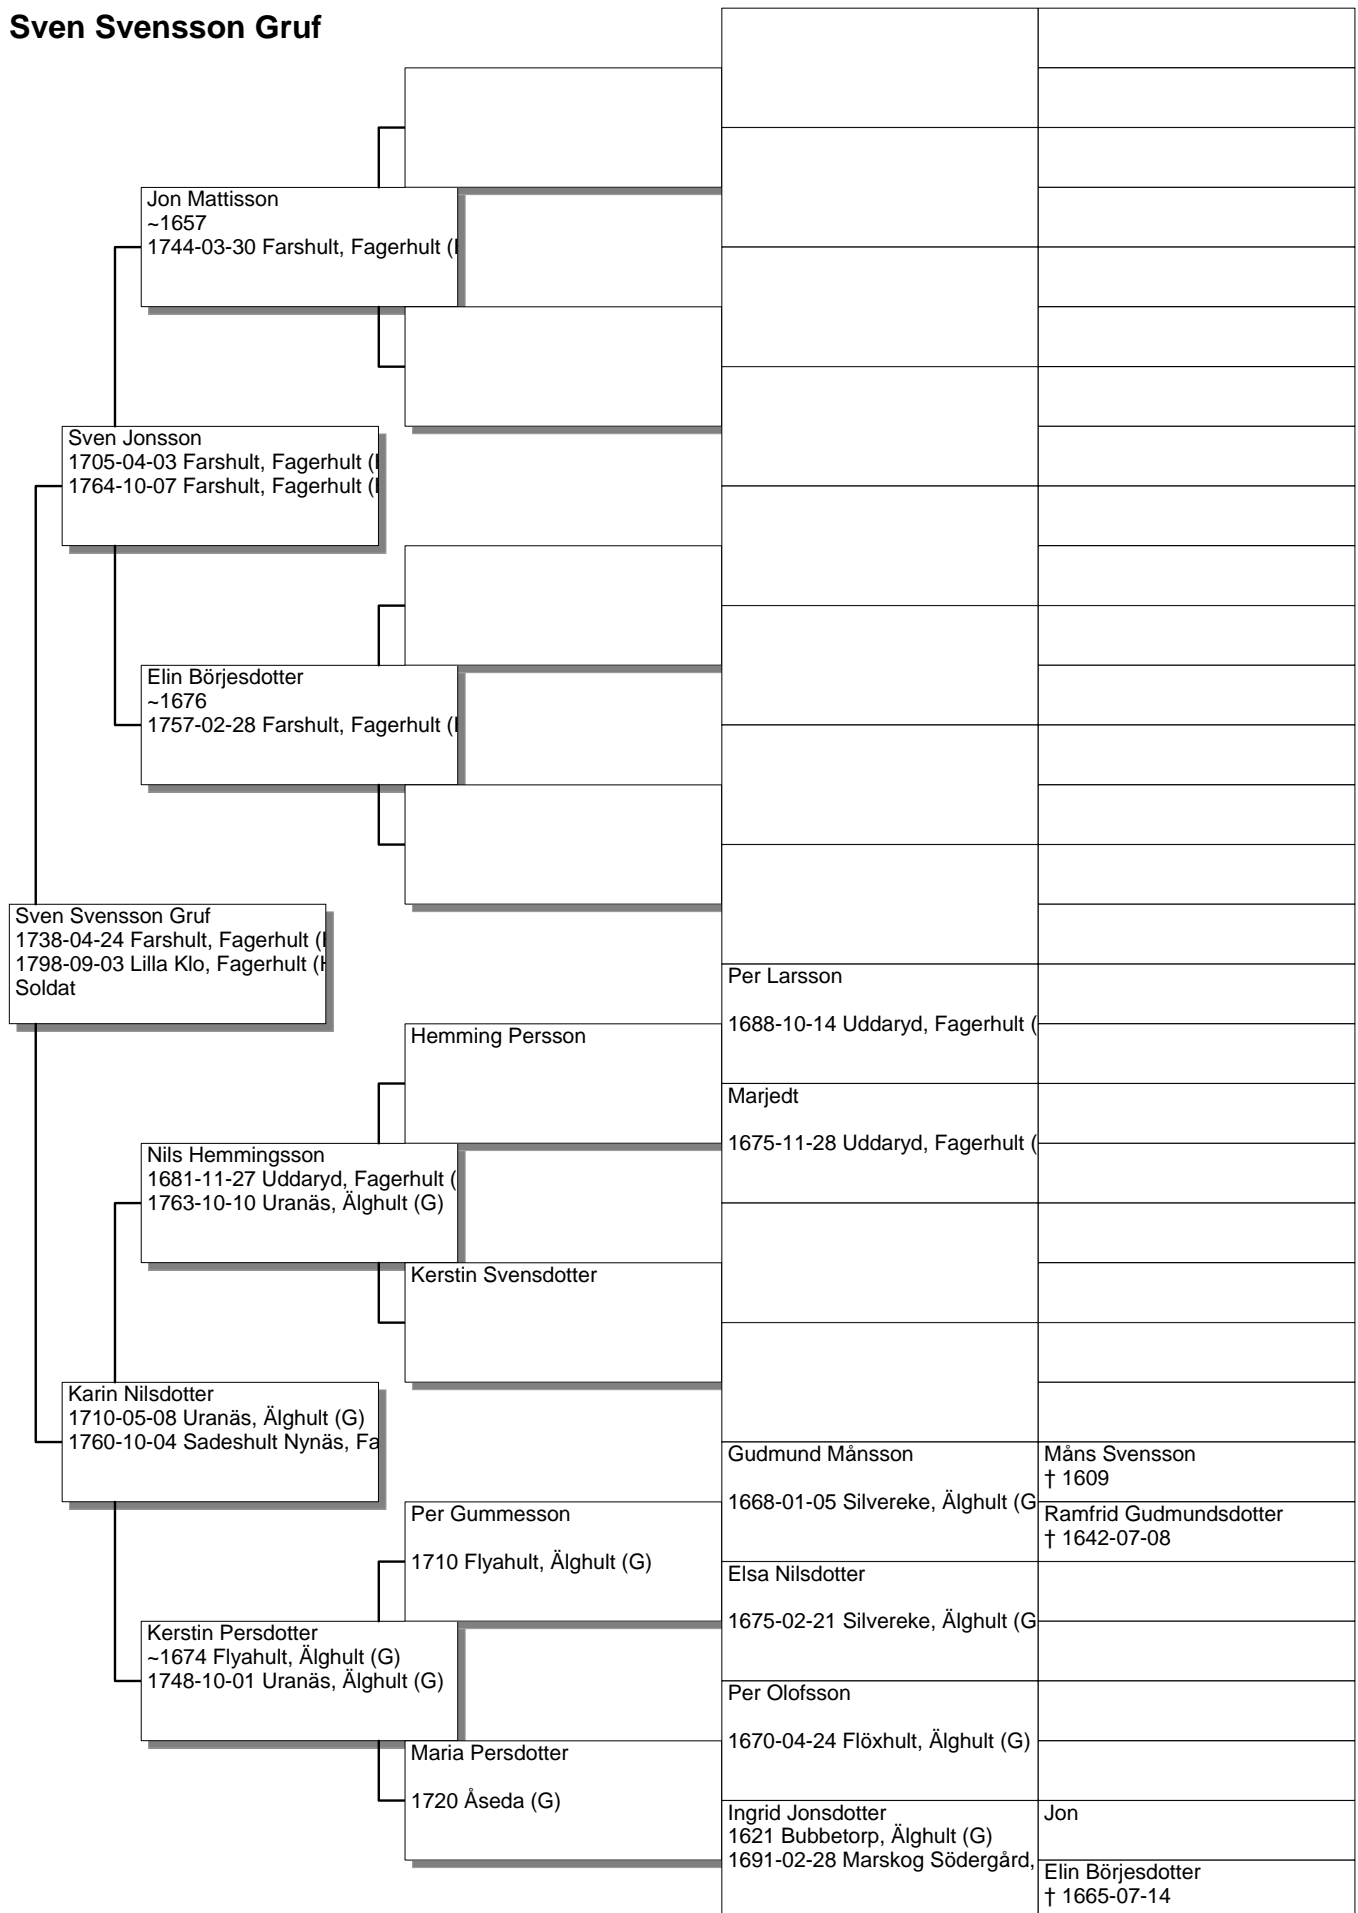 Sven Svensson Gruf
Jon Mattisson
~1657
1744-03-30 Farshult, Fagerhult (
Sven Jonsson
1705-04-03 Farshult, Fagerhult (
1764-10-07 Farshult, Fagerhult (
Elin Börjesdotter
~1676
1757-02-28 Farshult, Fagerhult (
Sven Svensson Gruf
1738-04-24 Farshult, Fagerhult (
1798-09-03 Lilla Klo, Fagerhult (
Soldat
Per Larsson
1688-10-14 Uddaryd, Fagerhult (
Hemming Persson
Marjedt
1675-11-28 Uddaryd, Fagerhult (
Nils Hemmingsson
1681-11-27 Uddaryd, Fagerhult (
1763-10-10 Uranäs, Älghult (G)
Kerstin Svensdotter
Karin Nilsdotter
1710-05-08 Uranäs, Älghult (G)
1760-10-04 Sadeshult Nynäs, Fa
Gudmund Månsson
1668-01-05 Silvereke, Älghult (G
Måns Svensson
† 1609
Ramfrid Gudmundsdotter
† 1642-07-08
Per Gummesson
1710 Flyahult, Älghult (G)
Elsa Nilsdotter
1675-02-21 Silvereke, Älghult (G
Kerstin Persdotter
~1674 Flyahult, Älghult (G)
1748-10-01 Uranäs, Älghult (G)
Per Olofsson
1670-04-24 Flöxhult, Älghult (G)
Maria Persdotter
1720 Åseda (G)
Ingrid Jonsdotter
1621 Bubbetorp, Älghult (G)
1691-02-28 Marskog Södergård,
Jon
Elin Börjesdotter
† 1665-07-14